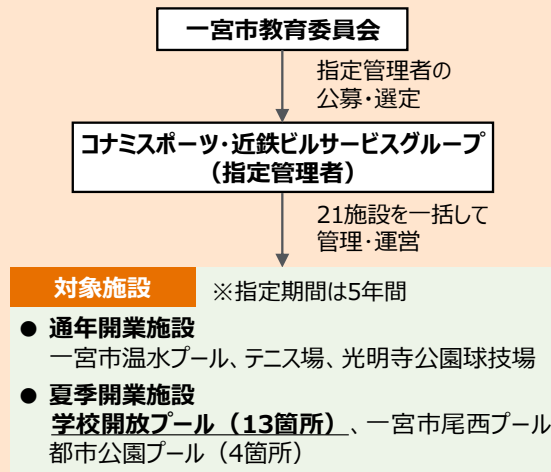 一宮市教育委員会
指定管理者の
公募・選定
コナミスポーツ・近鉄ビルサービスグループ
（指定管理者）
21施設を一括して
管理・運営
対象施設
※指定期間は5年間
● 通年開業施設
一宮市温水プール、テニス場、光明寺公園球技場
● 夏季開業施設
学校開放プール（13箇所）、一宮市尾西プール
都市公園プール（4箇所）